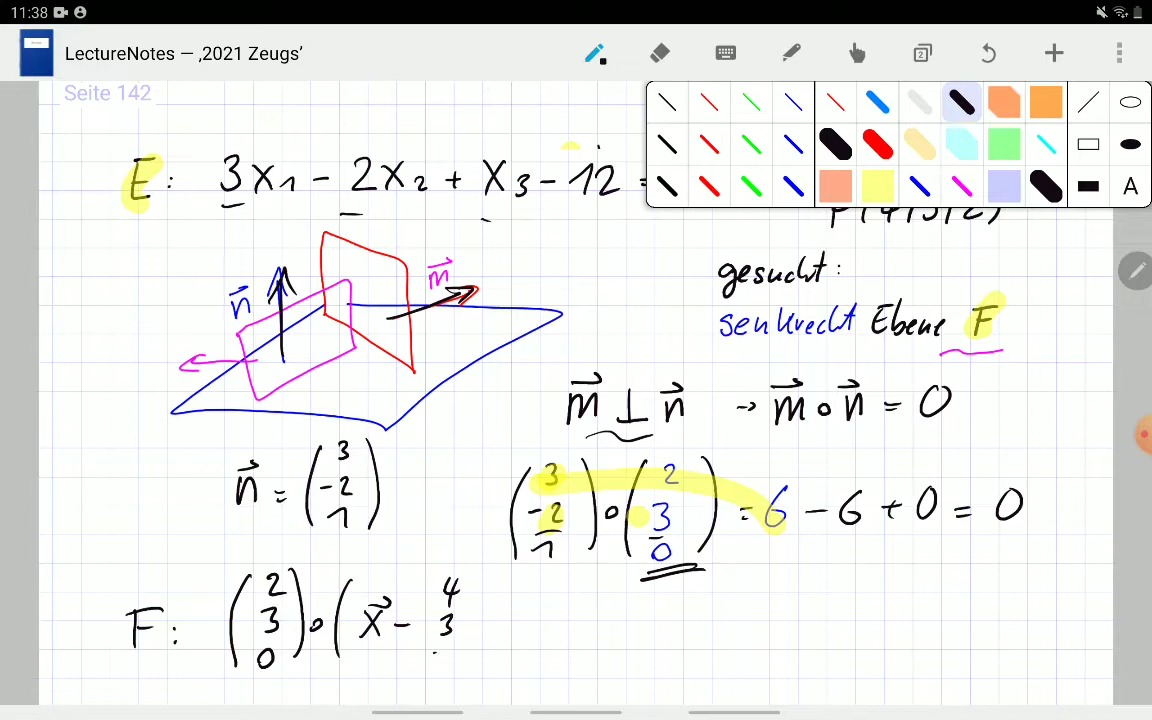 11:38
LectureNotes — ‚2021 Zeugs’
Seite 142
A
E: 3x₁ − 2x₂ + x₃ − 12 =
P(4|3|2)
gesucht:
senkrecht Ebene F
n⃗
m⃗
m⃗ ⊥ n⃗ → m⃗ ∘ n⃗ = 0
n⃗ = (3 −2 1)
(3 −2 1) ∘ (2 3 0) = 6 − 6 + 0 = 0
F: (2 3 0) ∘ (x⃗ − 4 3